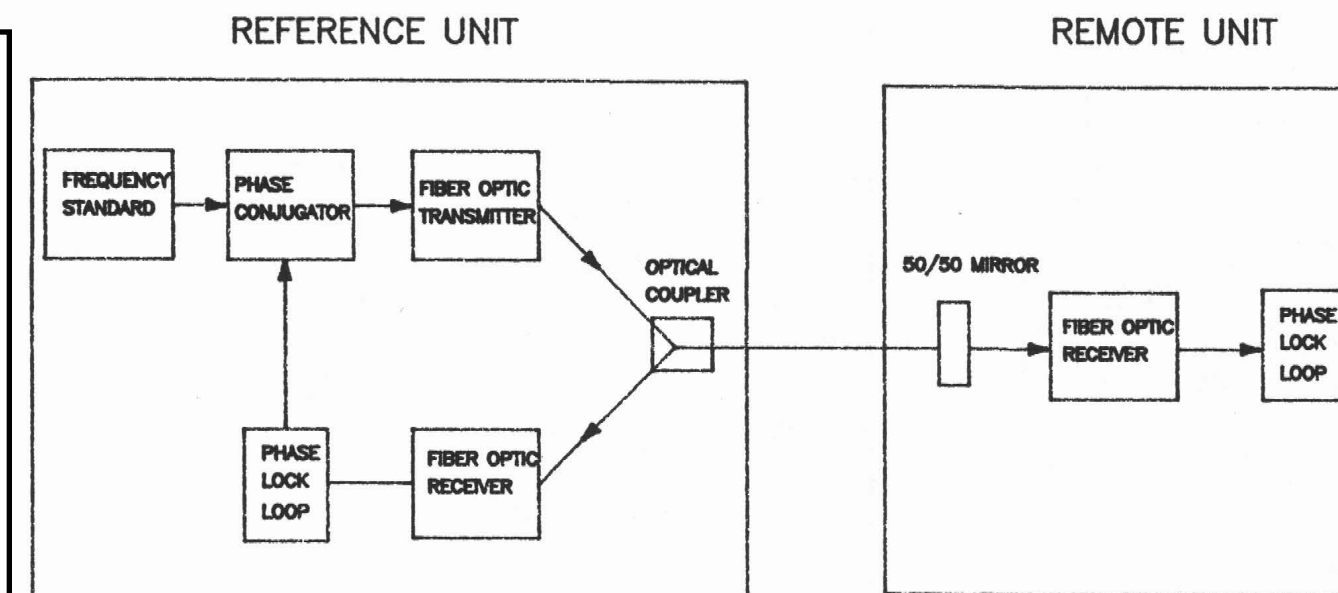 REFERENCE UNIT
REMOTE UNIT
FREQUENCY
STANDARD
PHASE
CONJUGATOR
FIBER OPTIC
TRANSMITTER
OPTICAL
COUPLER
50/50 MIRROR
FIBER OPTIC
RECEIVER
PHASE
LOCK
LOOP
PHASE
LOCK
LOOP
FIBER OPTIC
RECEIVER